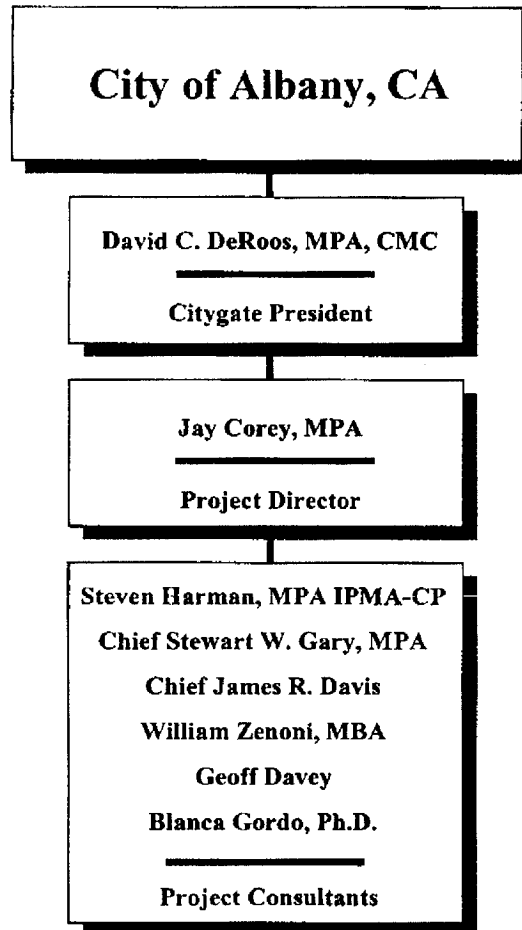 City of Albany, CA
David C. DeRoos, MPA, CMC
Citygate President
Jay Corey, MPA
Project Director
Steven Harman, MPA IPMA-CP
Chief Stewart W. Gary, MPA
Chief James R. Davis
William Zenoni, MBA
Geoff Davey
Blanca Gordo, Ph.D.
Project Consultants